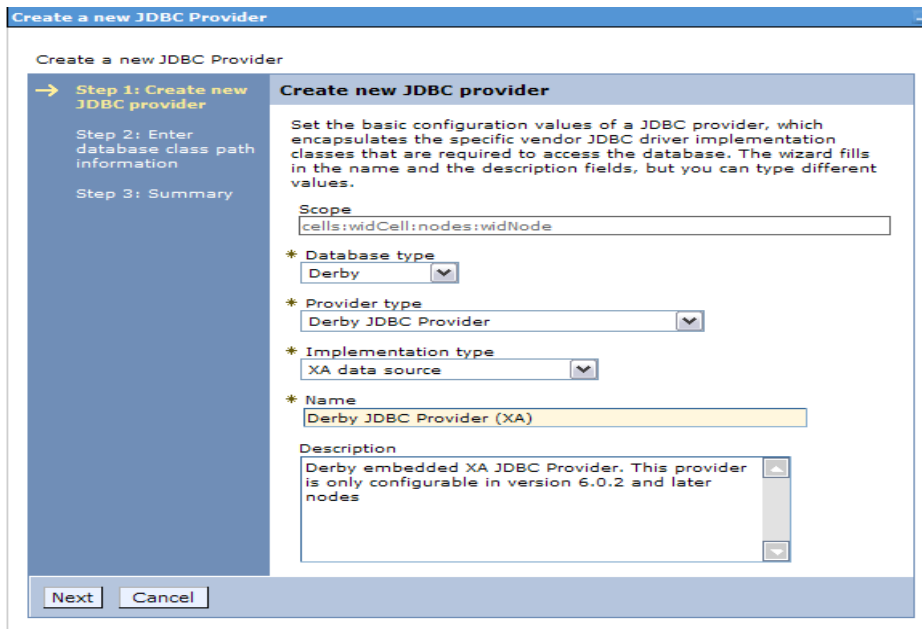 Create a new JDBC Provider
Create a new JDBC Provider
Step 1: Create new
JDBC provider
Step 2: Enter
database class path
information
Step 3: Summary
Create new JDBC provider
Set the basic configuration values of a JDBC provider, which
encapsulates the specific vendor JDBC driver implementation
classes that are required to access the database. The wizard fills
in the name and the description fields, but you can type different
values.
Scope
cells:widCell:nodes:widNode
* Database type
Derby
* Provider type
Derby JDBC Provider
* Implementation type
XA data source
* Name
Derby JDBC Provider (XA)
Description
Derby embedded XA JDBC Provider. This provider
is only configurable in version 6.0.2 and later
nodes
Next Cancel